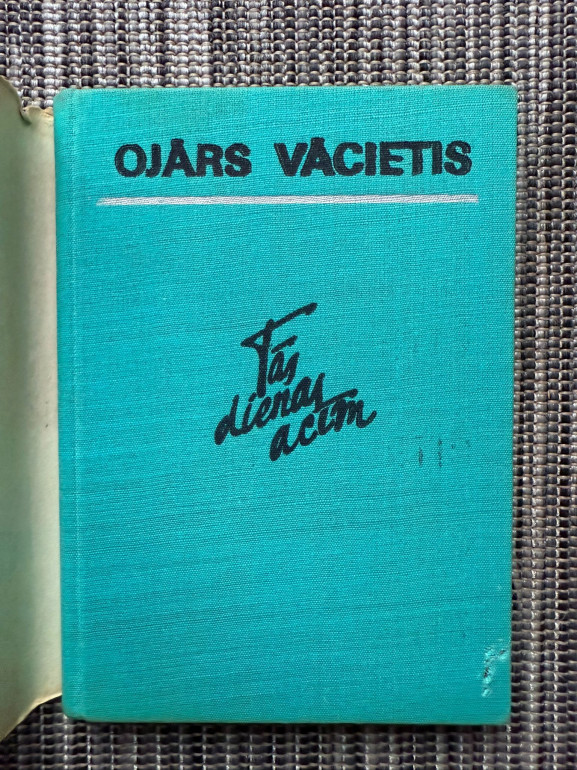 OJĀRS VĀCIETIS
Tās
dienas
acīm